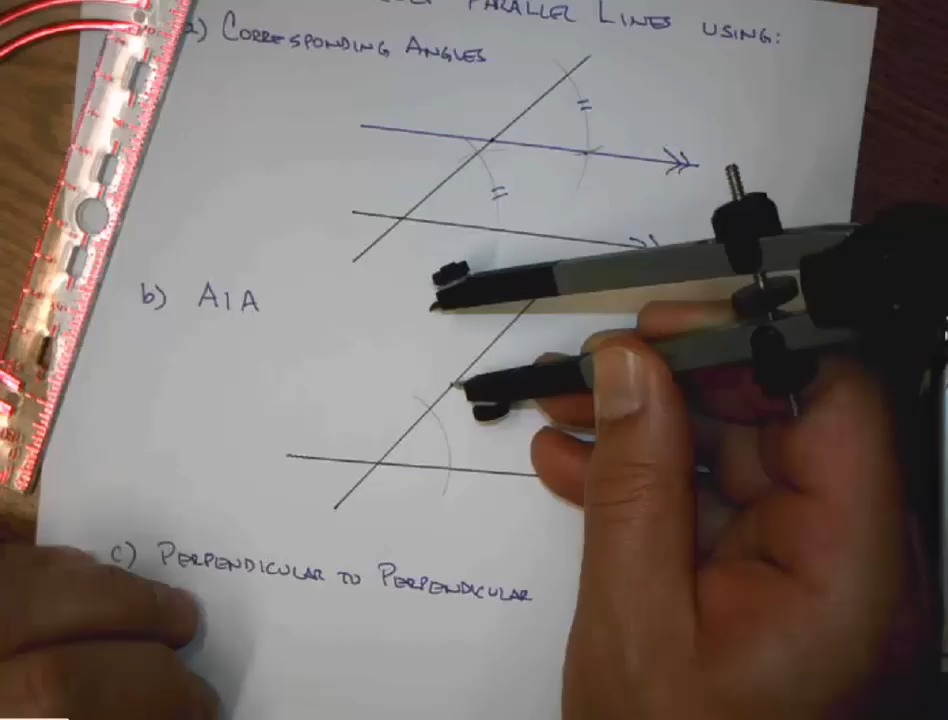 PARALLEL LINES USING:
a) CORRESPONDING ANGLES
b) AIA
c) PERPENDICULAR TO PERPENDICULAR